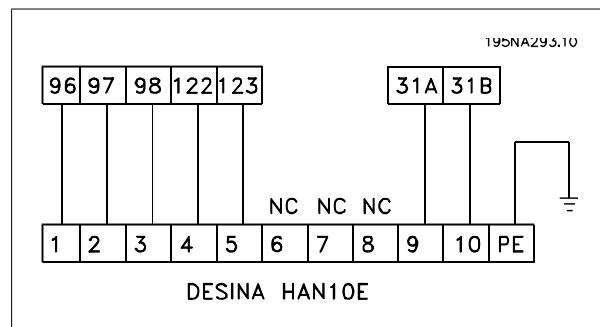 195NA293.10
96 97 98 122 123 31A 31B
NC NC NC
1 2 3 4 5 6 7 8 9 10 PE
DESINA HAN10E